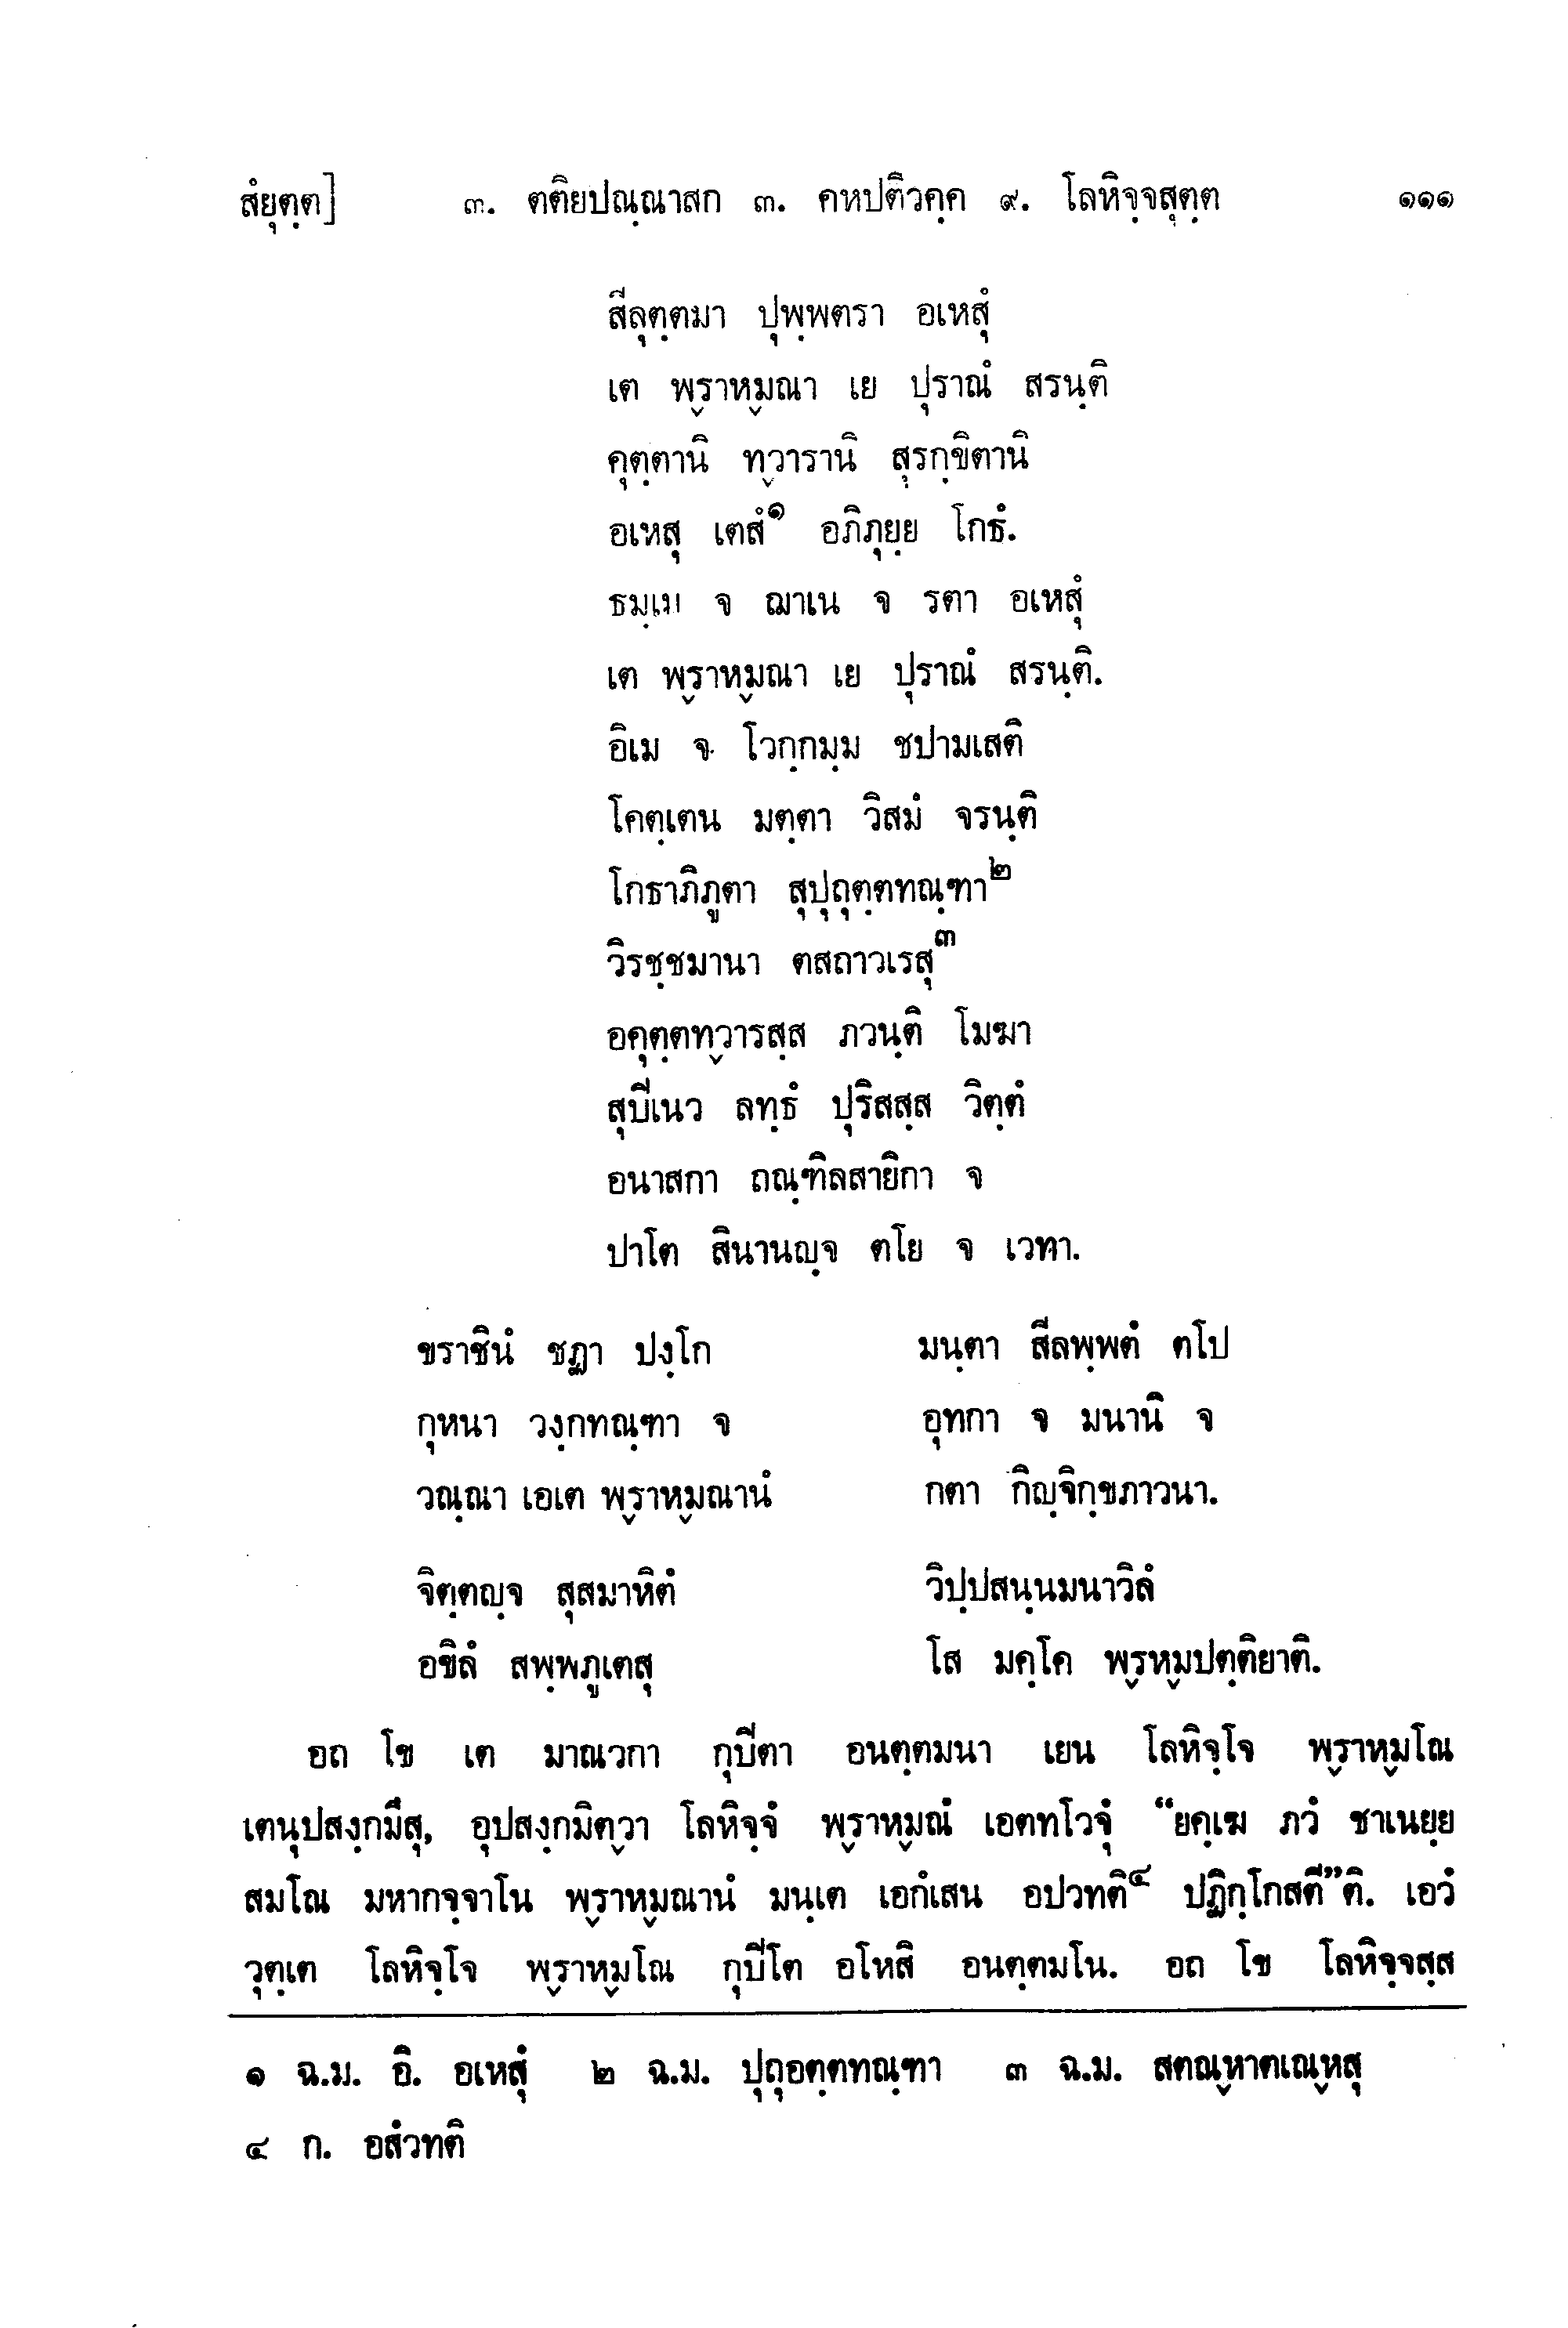 สํยุตฺต] ๓. ตติยปณฺณาสก ๓. คหปติวคฺค ๙. โลหิจฺจสุตฺต ๑๑๑
สีลุตฺตมา ปุพฺพตรา อเหสุํ
เต พฺราหฺมณา เย ปุราณํ สรนฺติ
คุตฺตานิ ทฺวารานิ สุรกฺขิตานิ
อเหสุ เตสํ๑ อภิภุยฺย โกธํ.
ธมฺเม จ ฌาเน จ รตา อเหสุํ
เต พฺราหฺมณา เย ปุราณํ สรนฺติ.
อิเม จ โวกฺกมฺม ชปามเสติ
โคตฺเตน มตฺตา วิสมํ จรนฺติ
โกธาภิภูตา สุปุถุตฺตทณฺฑา๒
วิรชฺชมานา ตสถาวเรสุ๓
อคุตฺตทฺวารสฺส ภวนฺติ โมฆา
สุปิเนว ลทฺธํ ปุริสสฺส วิตฺตํ
อนาสกา ถณฺฑิลสายิกา จ
ปาโต สินานญฺจ ตโย จ เวทา.
ขราชินํ ชฏา ปงฺโก มนฺตา สีลพฺพตํ ตโป
กุหนา วงฺกทณฺฑา จ อุทกา จ มนานิ จ
วณฺณา เอเต พฺราหฺมณานํ กตา กิญฺจิกฺขภาวนา.
จิตฺตญฺจ สุสมาหิตํ วิปฺปสนฺนมนาวิลํ
อขิลํ สพฺพภูเตสุ โส มคฺโค พฺรหฺมปตฺติยาติ.
อถ โข เต มาณวกา กุปิตา อนตฺตมนา เยน โลหิจฺโจ พฺราหฺมโณ
เตนุปสงฺกมึสุ, อุปสงฺกมิตฺวา โลหิจฺจํ พฺราหฺมณํ เอตทโวจุํ “ยคฺเฆ ภวํ ชาเนยฺย
สมโณ มหากจฺจาโน พฺราหฺมณานํ มนฺเต เอกํเสน อปวทติ๔ ปฏิกฺโกสตี”ติ. เอวํ
วุตฺเต โลหิจฺโจ พฺราหฺมโณ กุปิโต อโหสิ อนตฺตมโน. อถ โข โลหิจฺจสฺส
๑ ฉ.ม. อิ. อเหสุํ ๒ ฉ.ม. ปุถุอตฺตทณฺฑา ๓ ฉ.ม. สตณฺหาตเณฺหสุ
๔ ก. อสํวทติ